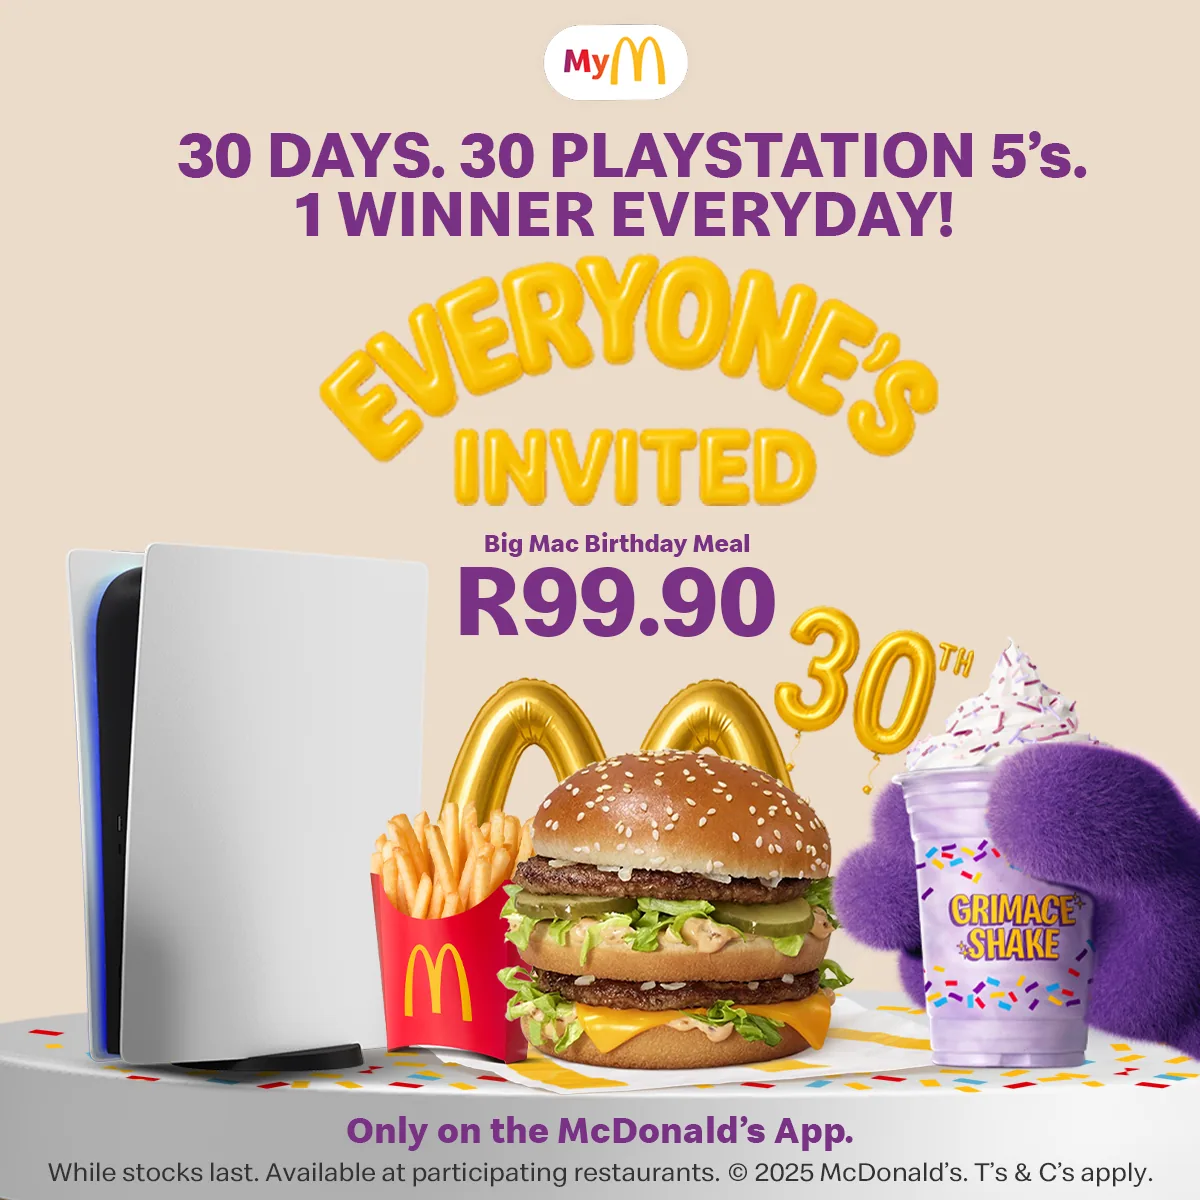 My
30 DAYS. 30 PLAYSTATION 5's.
1 WINNER EVERYDAY!
EVERYONE'S
INVITED
Big Mac Birthday Meal
R99.90
30TH
GRIMACE
SHAKE
Only on the McDonald's App.
While stocks last. Available at participating restaurants. © 2025 McDonald's. T's & C's apply.